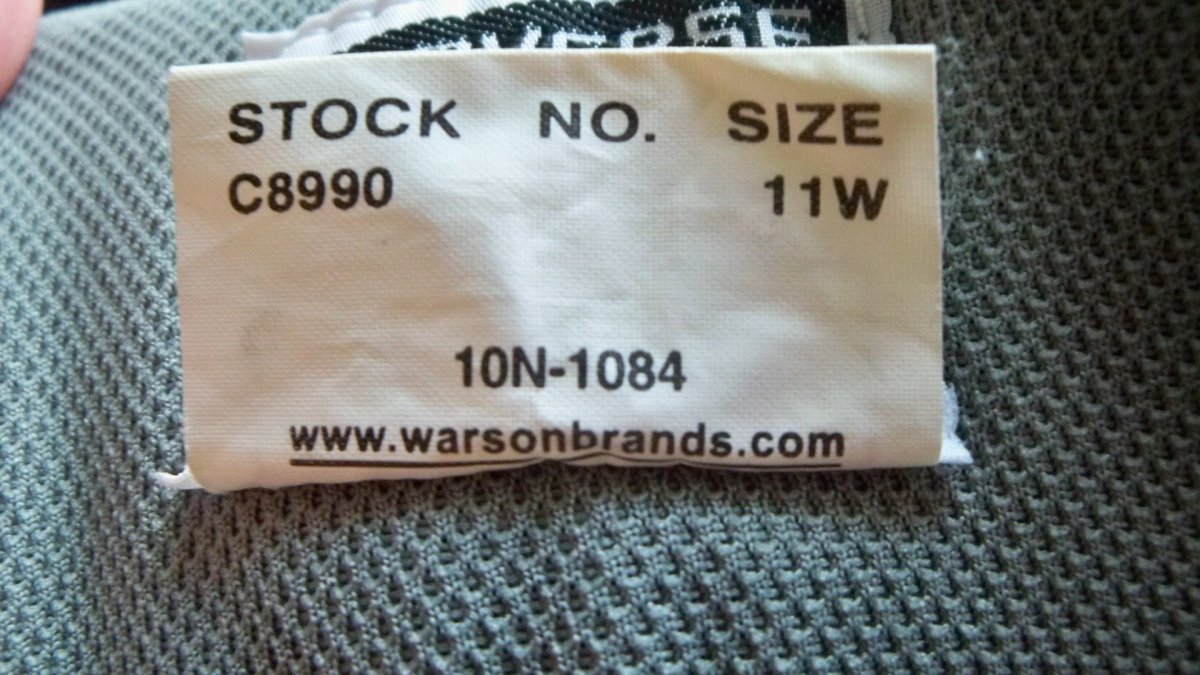 STOCK NO. SIZE
C8990 11W
10N-1084
www.warsonbrands.com